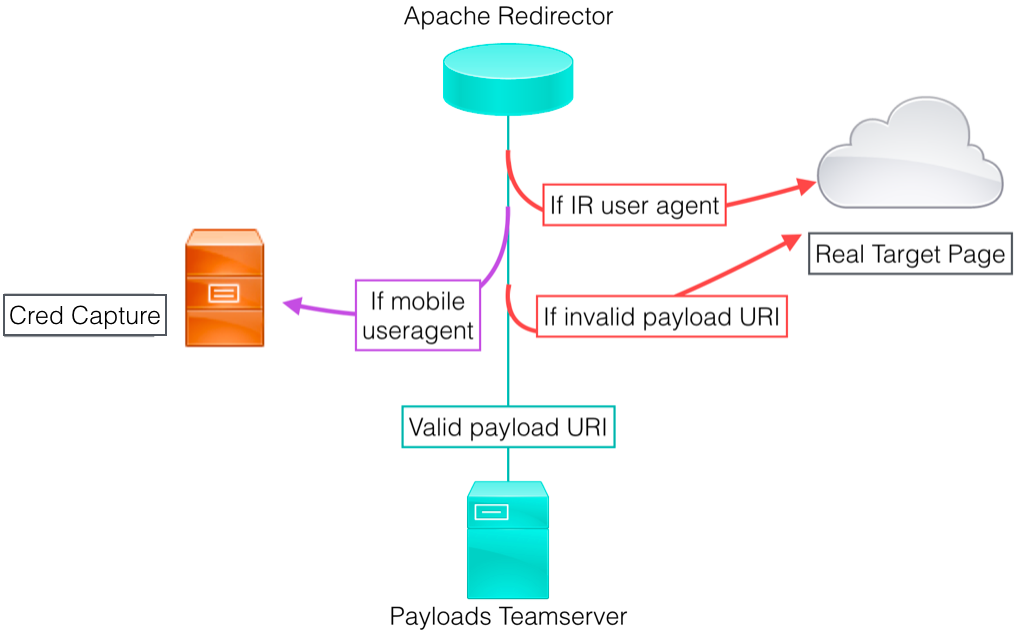 Apache Redirector
If IR user agent
Real Target Page
If mobile
useragent
Cred Capture
If invalid payload URI
Valid payload URI
Payloads Teamserver